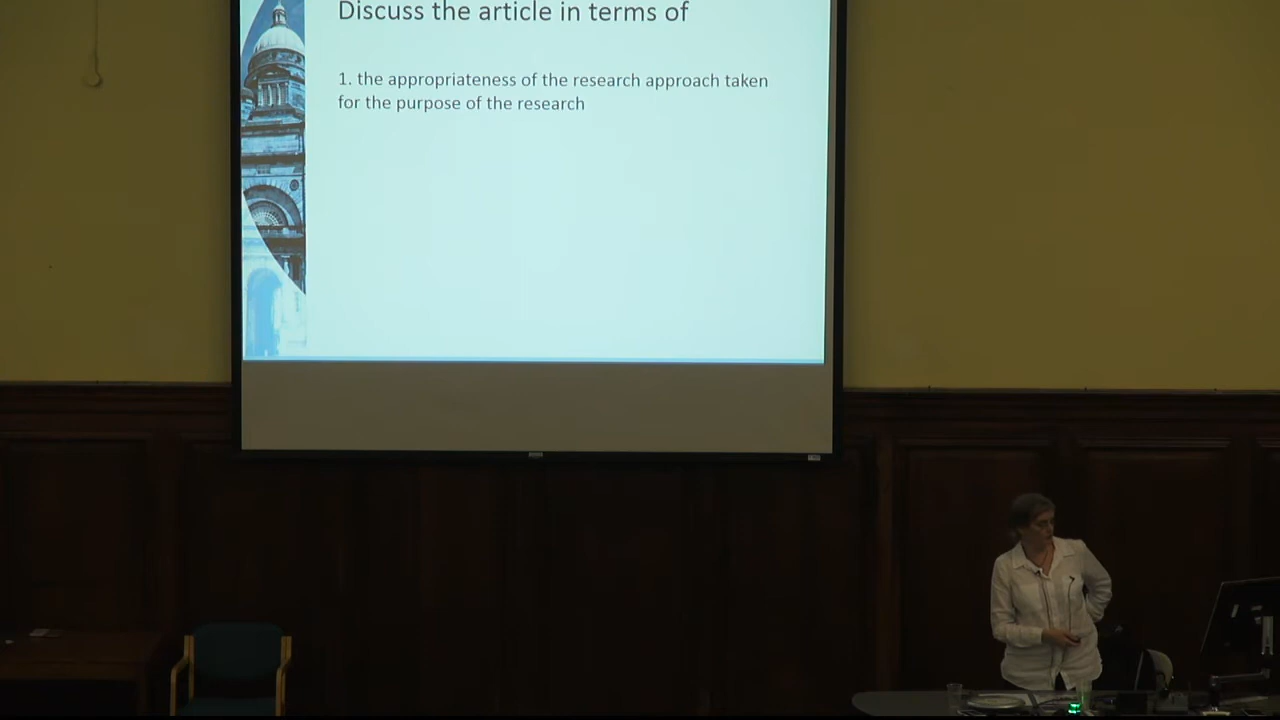 Discuss the article in terms of
1. the appropriateness of the research approach taken
for the purpose of the research